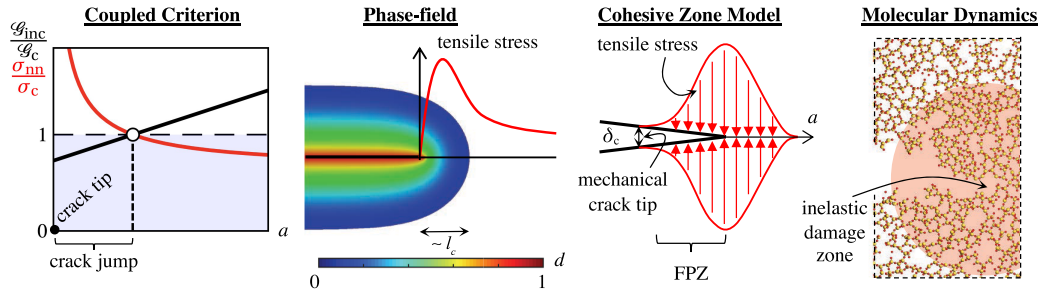 Coupled Criterion
𝒢inc
𝒢c
σnn
σc
1
0
crack tip
a
crack jump
Phase-field
tensile stress
~ lc
0
1
d
Cohesive Zone Model
tensile stress
δc
a
mechanical
crack tip
FPZ
Molecular Dynamics
inelastic
damage
zone